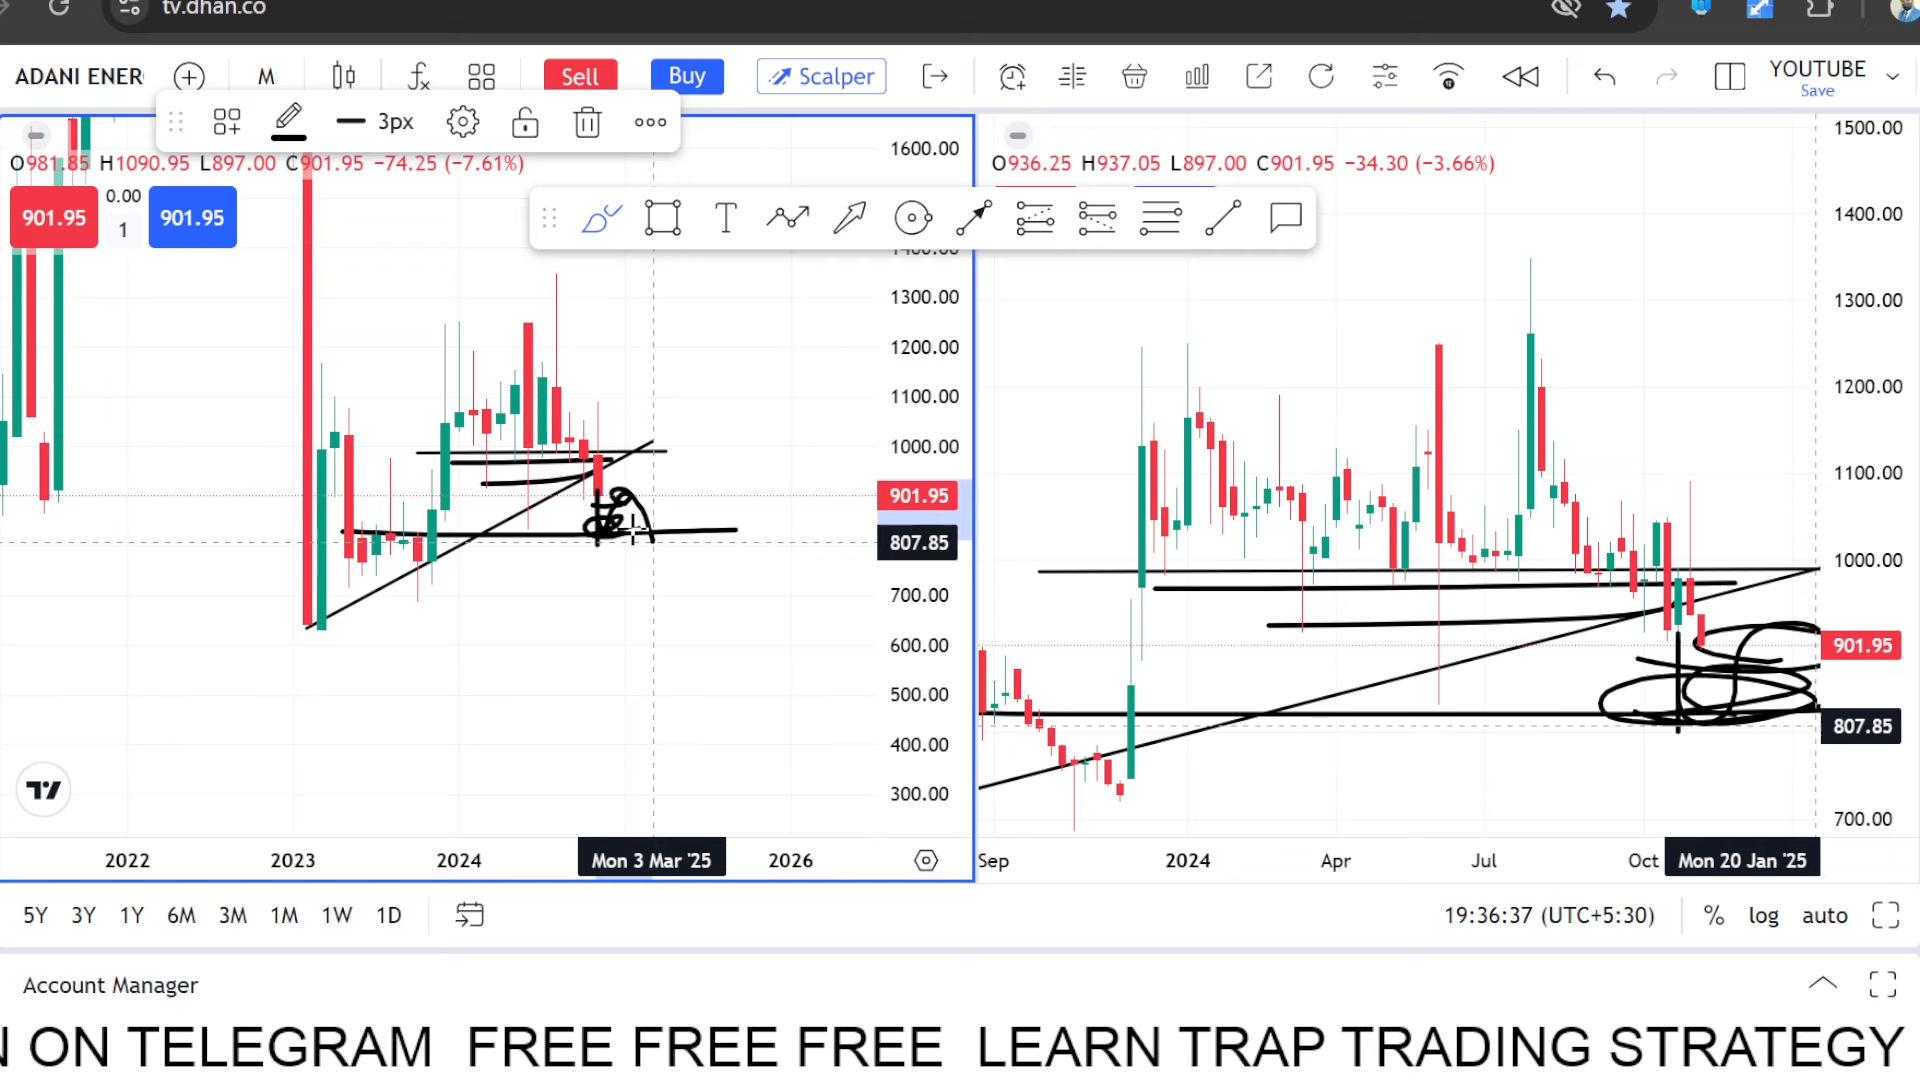 tv.dhan.co
ADANI ENER
M
Sell
Buy
Scalper
YOUTUBE
Save
3px
O981.85 H1090.95 L897.00 C901.95 −74.25 (−7.61%)
901.95
0.00
1
901.95
1600.00
1400.00
1300.00
1200.00
1100.00
1000.00
901.95
807.85
700.00
600.00
500.00
400.00
300.00
2022
2023
2024
Mon 3 Mar '25
2026
O936.25 H937.05 L897.00 C901.95 −34.30 (−3.66%)
T
1500.00
1400.00
1300.00
1200.00
1100.00
1000.00
901.95
807.85
700.00
Sep
2024
Apr
Jul
Oct
Mon 20 Jan '25
5Y 3Y 1Y 6M 3M 1M 1W 1D
19:36:37 (UTC+5:30) % log auto
Account Manager
N ON TELEGRAM FREE FREE FREE LEARN TRAP TRADING STRATEGY